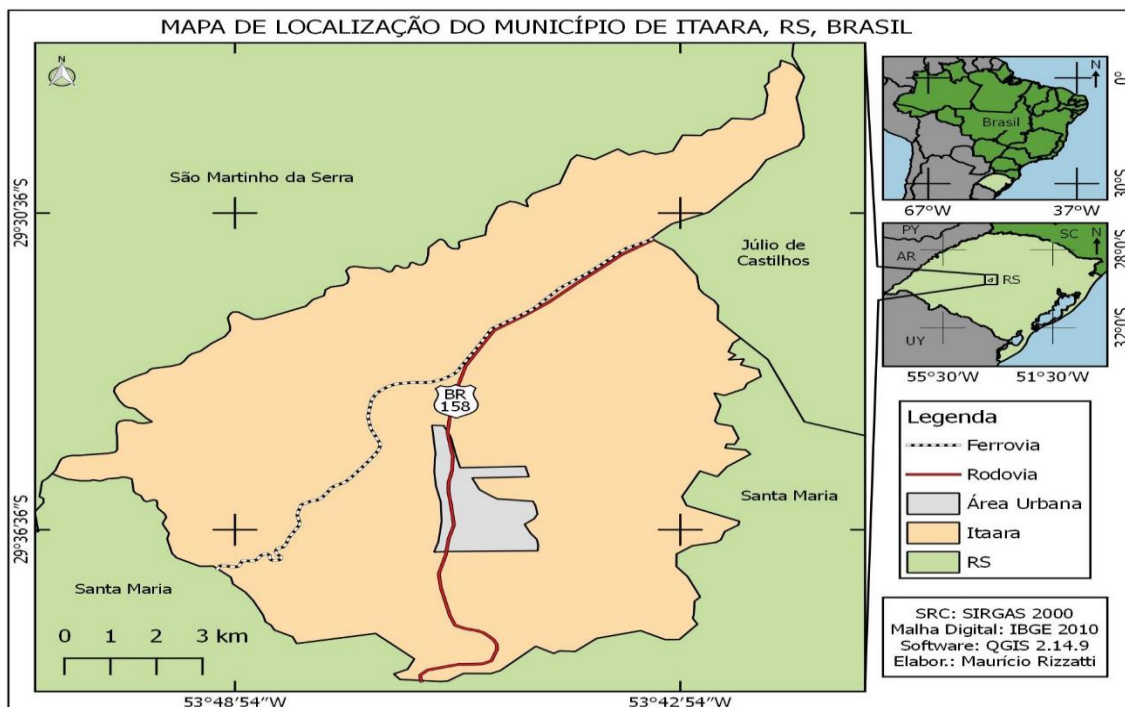 MAPA DE LOCALIZAÇÃO DO MUNICÍPIO DE ITAARA, RS, BRASIL
N
São Martinho da Serra
Júlio de
Castilhos
BR
158
Santa Maria
Santa Maria
0 1 2 3 km
29°30'36"S
29°36'36"S
53°48'54"W
53°42'54"W
N
Brasil
0°
30°S
67°W
37°W
PY
SC
N
AR
RS
UY
28°S
32°S
55°30'W
51°30'W
Legenda
Ferrovia
Rodovia
Área Urbana
Itaara
RS
SRC: SIRGAS 2000
Malha Digital: IBGE 2010
Software: QGIS 2.14.9
Elabor.: Maurício Rizzatti